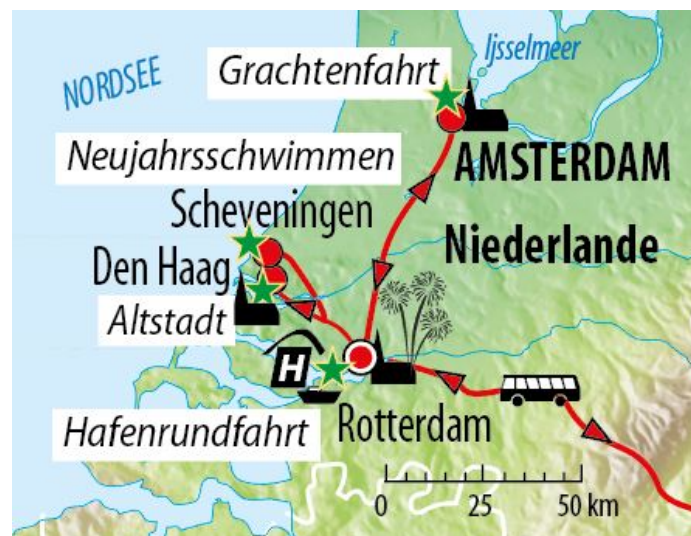 Ijsselmeer
NORDSEE
Grachtenfahrt
Neujahrsschwimmen
AMSTERDAM
Scheveningen
Niederlande
Den Haag
Altstadt
H
Hafenrundfahrt
Rotterdam
0 25 50 km